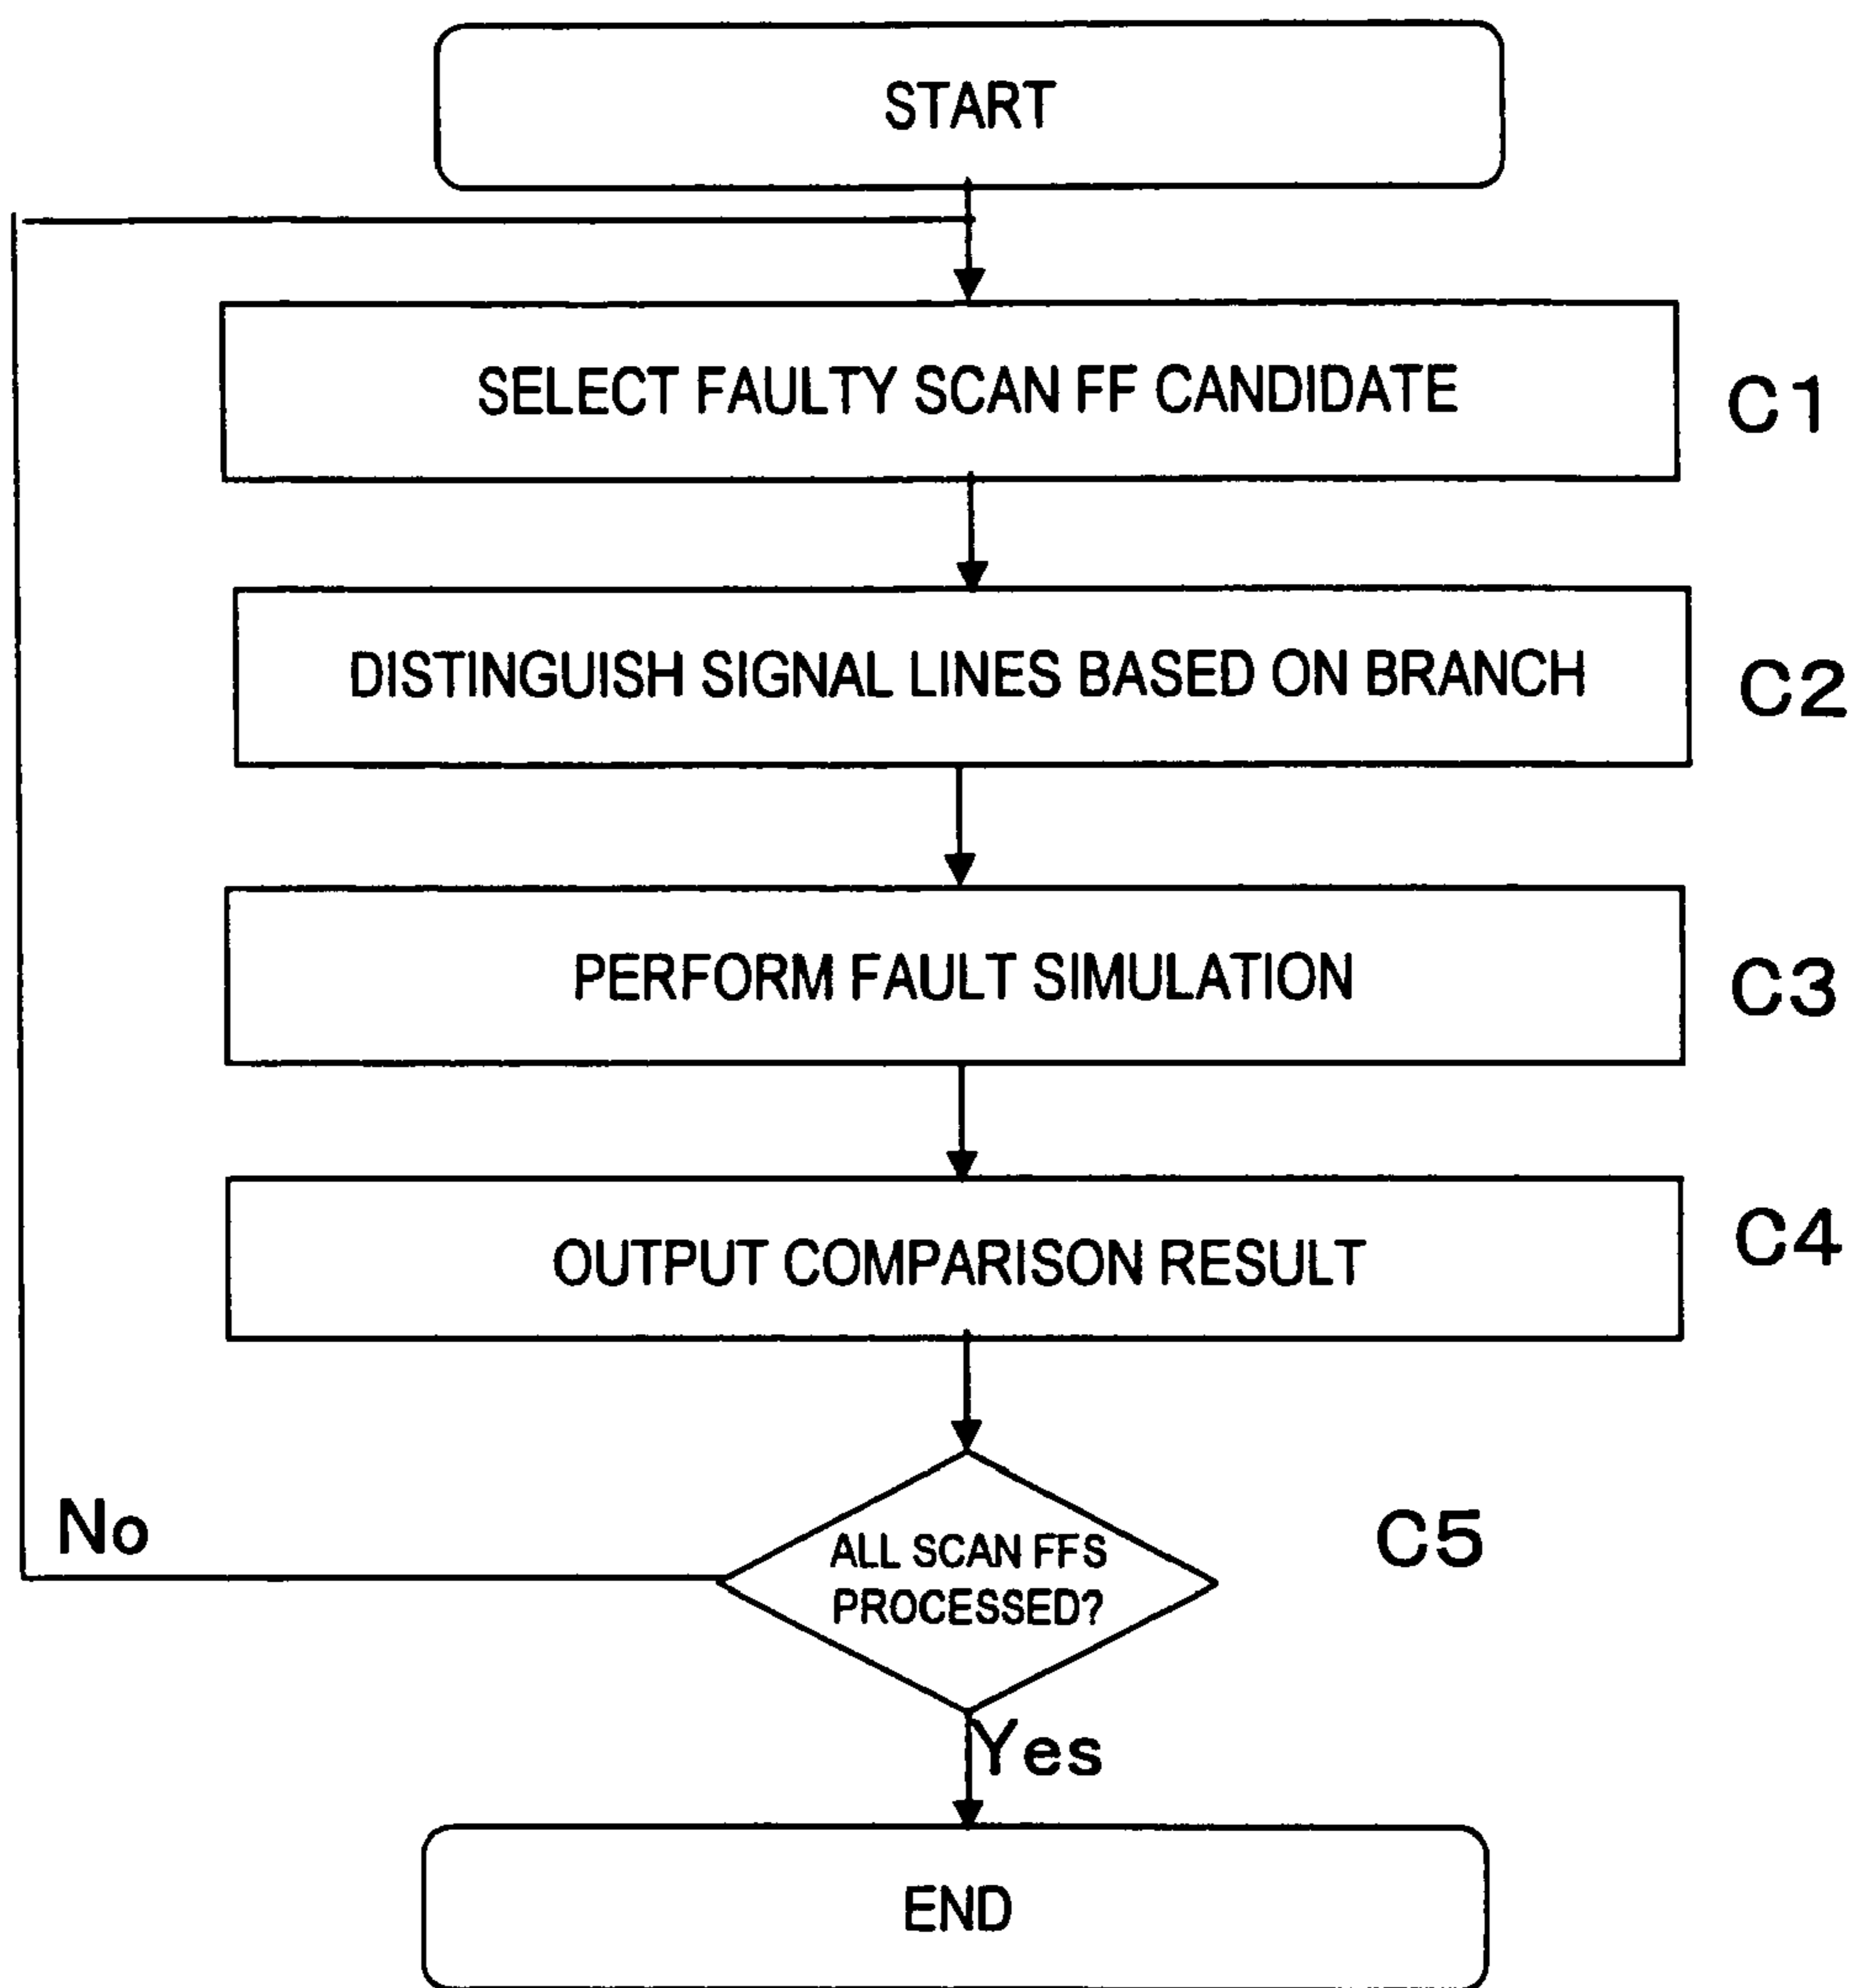 START
SELECT FAULTY SCAN FF CANDIDATE
C1
DISTINGUISH SIGNAL LINES BASED ON BRANCH
C2
PERFORM FAULT SIMULATION
C3
OUTPUT COMPARISON RESULT
C4
No
ALL SCAN FFS
PROCESSED?
C5
Yes
END